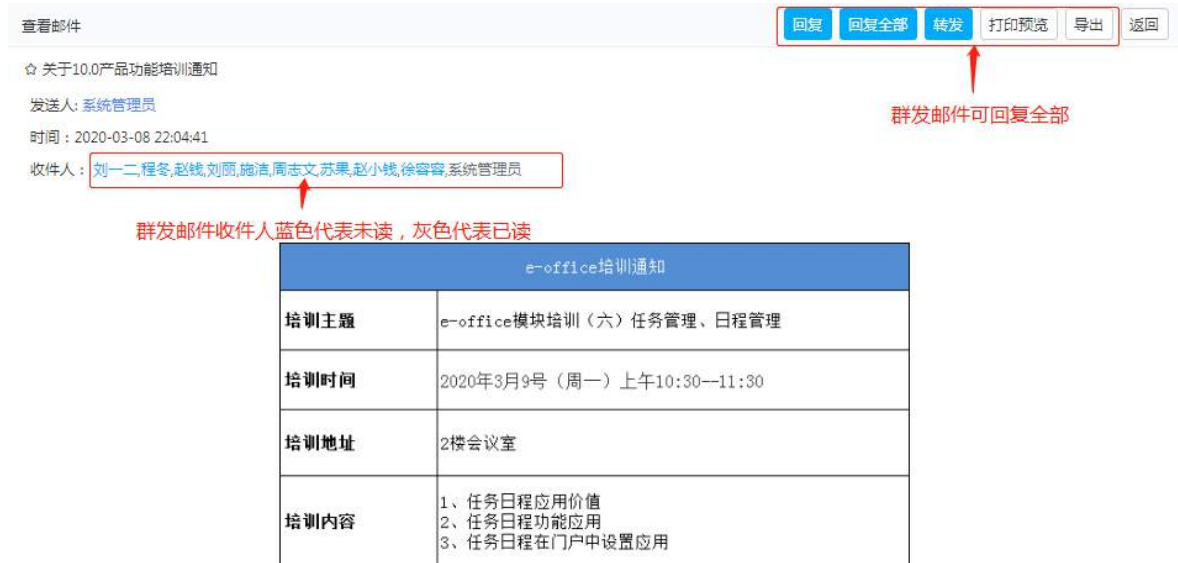 查看邮件 回复 回复全部 转发 打印预览 导出 返回
☆ 关于10.0产品功能培训通知
发送人: 系统管理员
群发邮件可回复全部
时间：2020-03-08 22:04:41
收件人：刘一二,程冬,赵钱,刘丽,施洁,周志文,苏果,赵小钱,徐容容,系统管理员
群发邮件收件人蓝色代表未读，灰色代表已读
e-office培训通知
培训主题 e-office模块培训（六）任务管理、日程管理
培训时间 2020年3月9号（周一）上午10:30--11:30
培训地址 2楼会议室
培训内容 1、任务日程应用价值
2、任务日程功能应用
3、任务日程在门户中设置应用